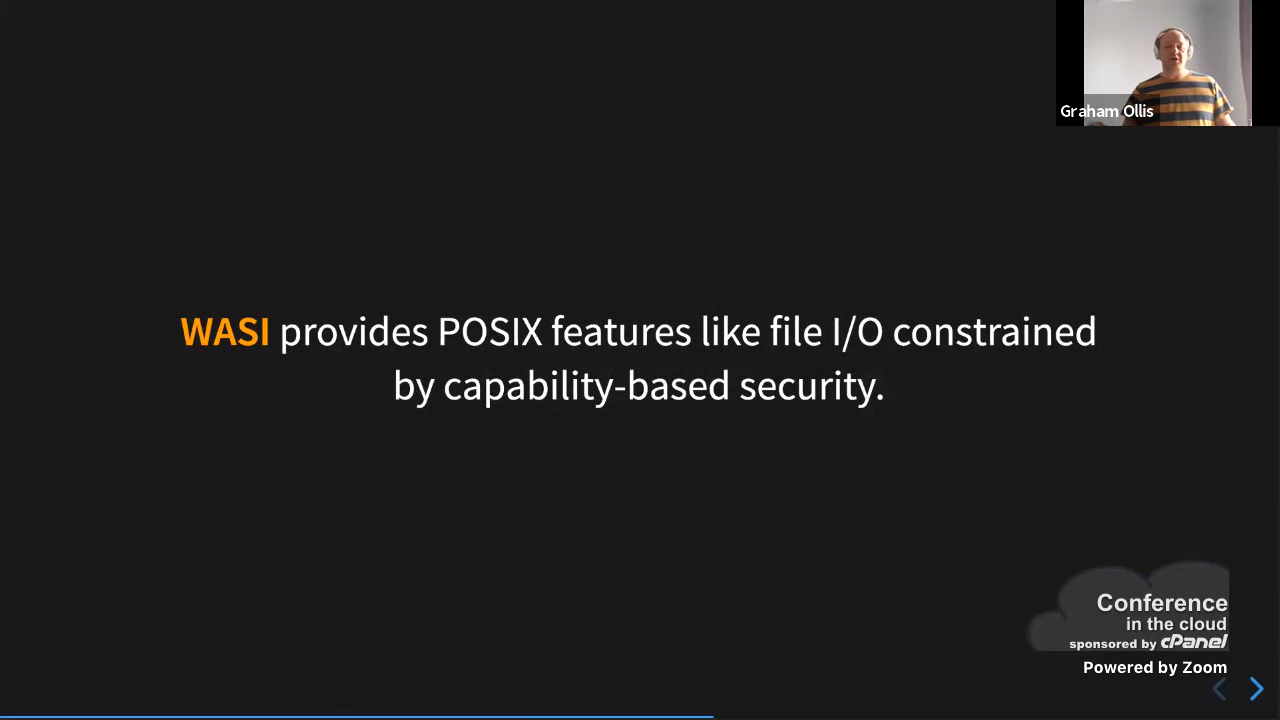 Graham Ollis
WASI provides POSIX features like file I/O constrained
by capability-based security.
Conference
in the cloud
sponsored by cPanel
Powered by Zoom